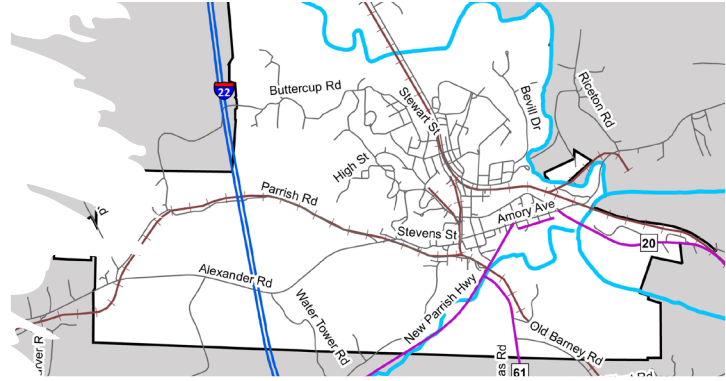 22
Buttercup Rd
Stewart St
Bevill Dr
Riceton Rd
High St
Parrish Rd
Amory Ave
Stevens St
20
Alexander Rd
Water Tower Rd
New Parrish Hwy
Old Barney Rd
61